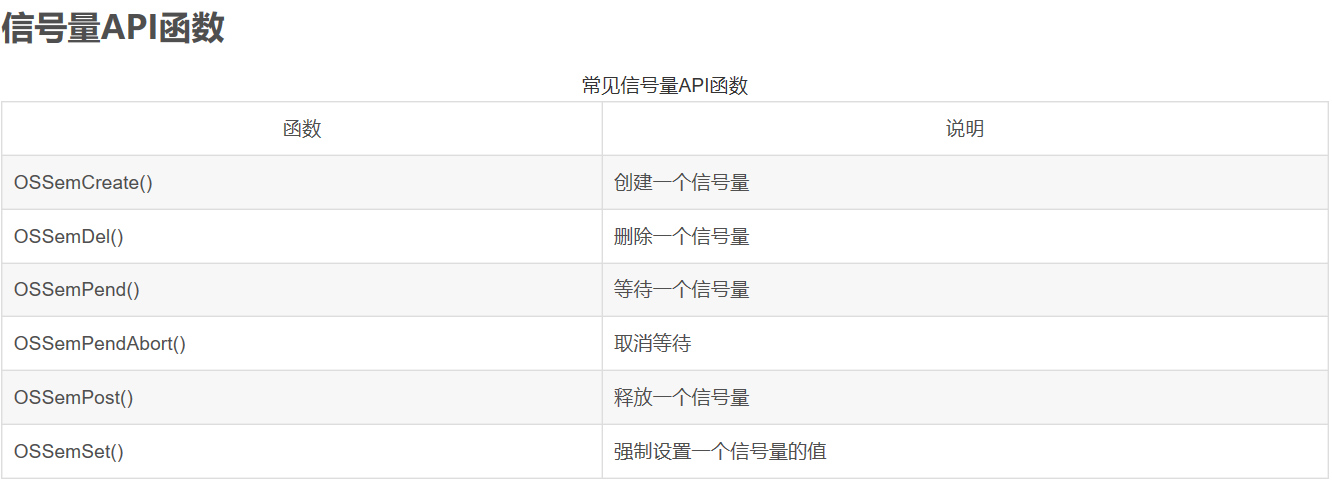 信号量API函数
常见信号量API函数
函数 说明
OSSemCreate() 创建一个信号量
OSSemDel() 删除一个信号量
OSSemPend() 等待一个信号量
OSSemPendAbort() 取消等待
OSSemPost() 释放一个信号量
OSSemSet() 强制设置一个信号量的值